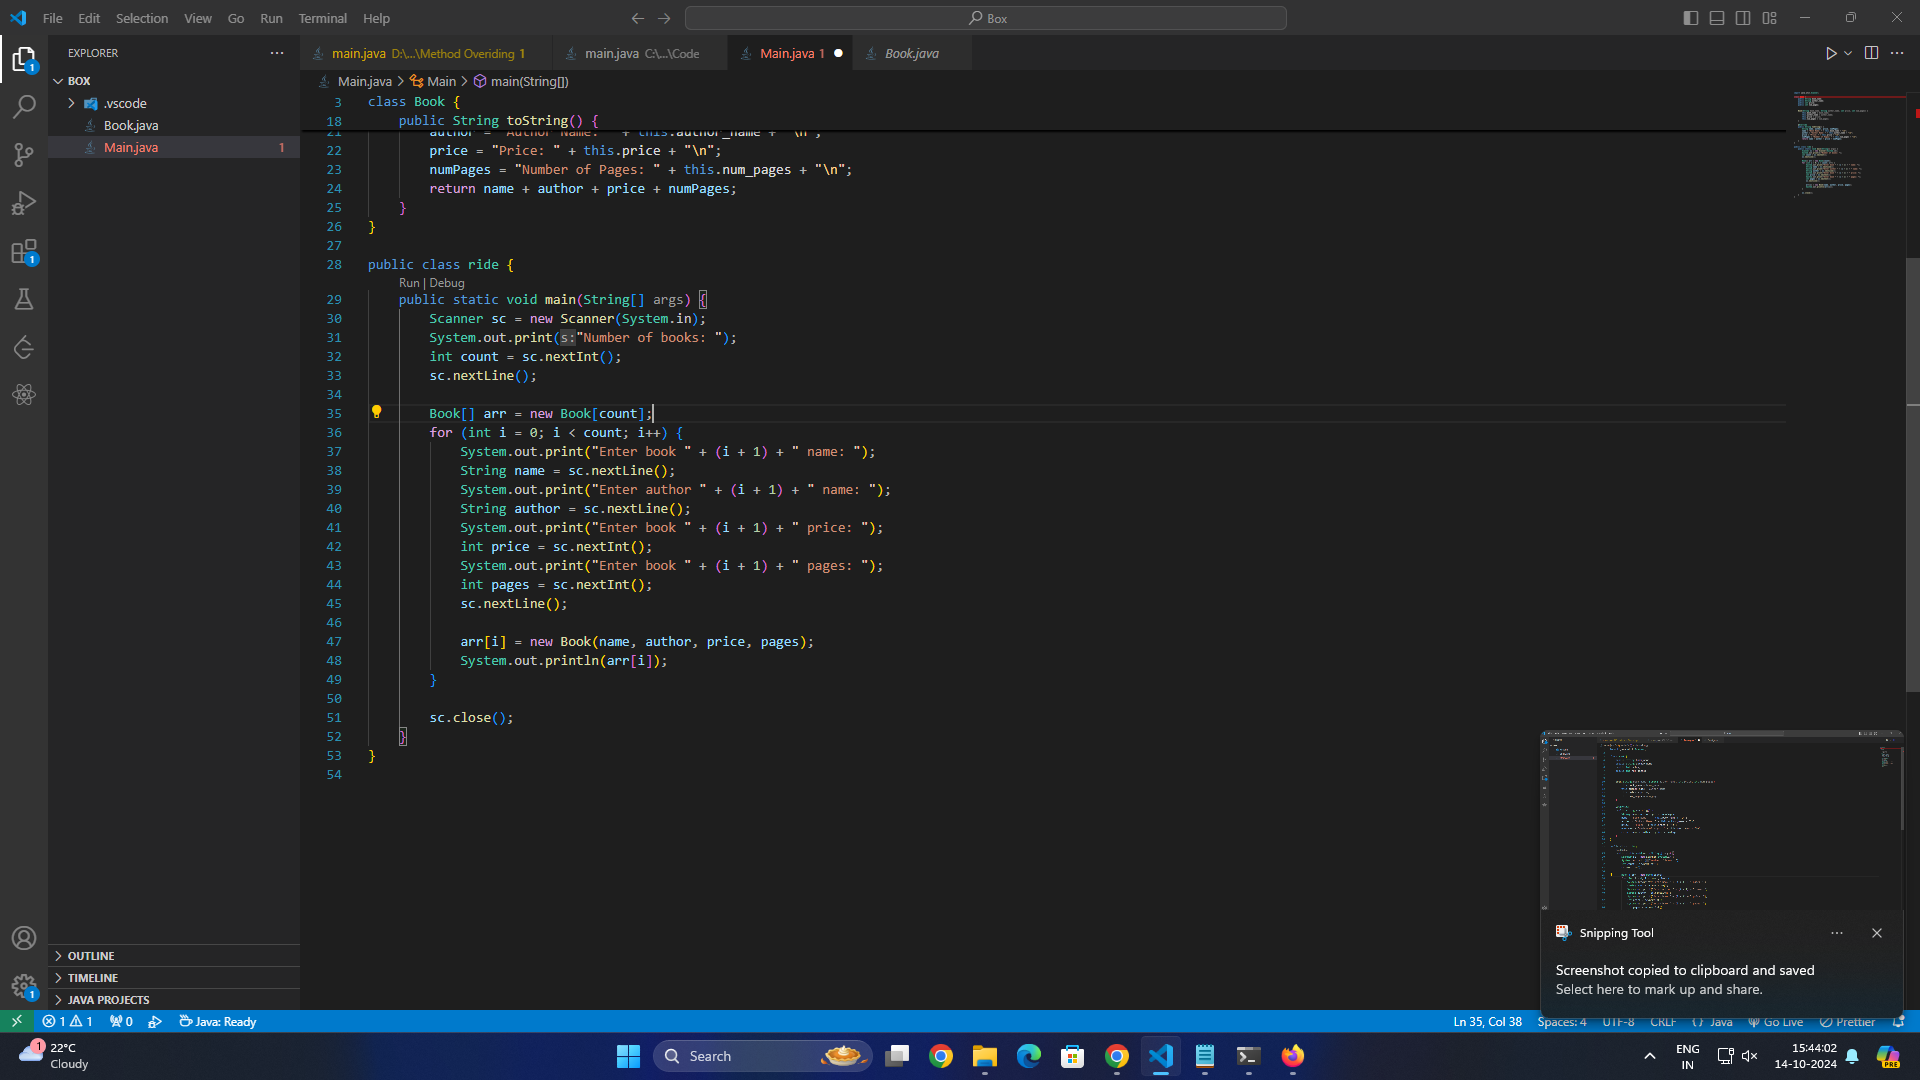 File Edit Selection View Go Run Terminal Help
Box
EXPLORER
main.java D:\...\Method Overiding 1
main.java C:\...\Code
Main.java 1
Book.java
BOX
.vscode
Book.java
Main.java 1
Main.java > Main > main(String[])
3 class Book {
18 public String toString() {
21 author = "Author Name: " + this.author_name + "\n";
22 price = "Price: " + this.price + "\n";
23 numPages = "Number of Pages: " + this.num_pages + "\n";
24 return name + author + price + numPages;
25 }
26 }
27
28 public class ride {
Run | Debug
29 public static void main(String[] args) {
30 Scanner sc = new Scanner(System.in);
31 System.out.print(s:"Number of books: ");
32 int count = sc.nextInt();
33 sc.nextLine();
34
35 Book[] arr = new Book[count];
36 for (int i = 0; i < count; i++) {
37 System.out.print("Enter book " + (i + 1) + " name: ");
38 String name = sc.nextLine();
39 System.out.print("Enter author " + (i + 1) + " name: ");
40 String author = sc.nextLine();
41 System.out.print("Enter book " + (i + 1) + " price: ");
42 int price = sc.nextInt();
43 System.out.print("Enter book " + (i + 1) + " pages: ");
44 int pages = sc.nextInt();
45 sc.nextLine();
46
47 arr[i] = new Book(name, author, price, pages);
48 System.out.println(arr[i]);
49 }
50
51 sc.close();
52 }
53 }
54
Snipping Tool
Screenshot copied to clipboard and saved
Select here to mark up and share.
OUTLINE
TIMELINE
JAVA PROJECTS
1 1 0 Java: Ready
Ln 35, Col 38 Spaces: 4 UTF-8 CRLF {} Java Go Live Prettier
1
22°C
Cloudy
Search
ENG
IN
15:44:02
14-10-2024
PRE